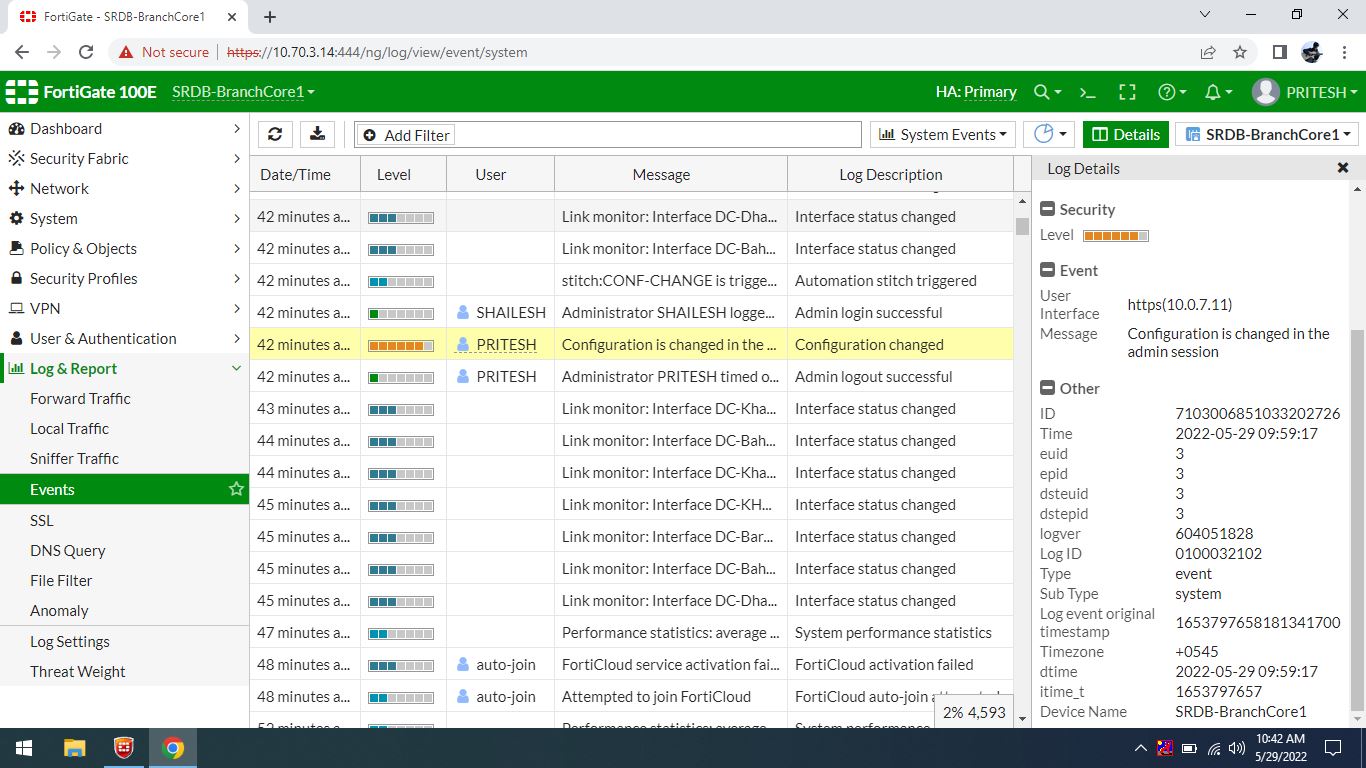 FortiGate - SRDB-BranchCore1
Not secure
https://10.70.3.14:444/ng/log/view/event/system
FortiGate 100E
SRDB-BranchCore1
HA: Primary
PRITESH
Dashboard
Security Fabric
Network
System
Policy & Objects
Security Profiles
VPN
User & Authentication
Log & Report
Forward Traffic
Local Traffic
Sniffer Traffic
Events
SSL
DNS Query
File Filter
Anomaly
Log Settings
Threat Weight
Add Filter
System Events
Details
SRDB-BranchCore1
Date/Time Level User Message Log Description
42 minutes a... Link monitor: Interface DC-Dha... Interface status changed
42 minutes a... Link monitor: Interface DC-Bah... Interface status changed
42 minutes a... stitch:CONF-CHANGE is trigge... Automation stitch triggered
42 minutes a... SHAILESH Administrator SHAILESH logge... Admin login successful
42 minutes a... PRITESH Configuration is changed in the ... Configuration changed
42 minutes a... PRITESH Administrator PRITESH timed o... Admin logout successful
43 minutes a... Link monitor: Interface DC-Kha... Interface status changed
44 minutes a... Link monitor: Interface DC-Bah... Interface status changed
44 minutes a... Link monitor: Interface DC-Kha... Interface status changed
45 minutes a... Link monitor: Interface DC-KH... Interface status changed
45 minutes a... Link monitor: Interface DC-Bar... Interface status changed
45 minutes a... Link monitor: Interface DC-Bah... Interface status changed
45 minutes a... Link monitor: Interface DC-Dha... Interface status changed
47 minutes a... Performance statistics: average ... System performance statistics
48 minutes a... auto-join FortiCloud service activation fai... FortiCloud activation failed
48 minutes a... auto-join Attempted to join FortiCloud FortiCloud auto-join
2% 4,593
Log Details
Security
Level
Event
User Interface https(10.0.7.11)
Message Configuration is changed in the
admin session
Other
ID 7103006851033202726
Time 2022-05-29 09:59:17
euid 3
epid 3
dsteuid 3
dstepid 3
logver 604051828
Log ID 0100032102
Type event
Sub Type system
Log event original
timestamp 1653797658181341700
Timezone +0545
dtime 2022-05-29 09:59:17
itime_t 1653797657
Device Name SRDB-BranchCore1
10:42 AM
5/29/2022